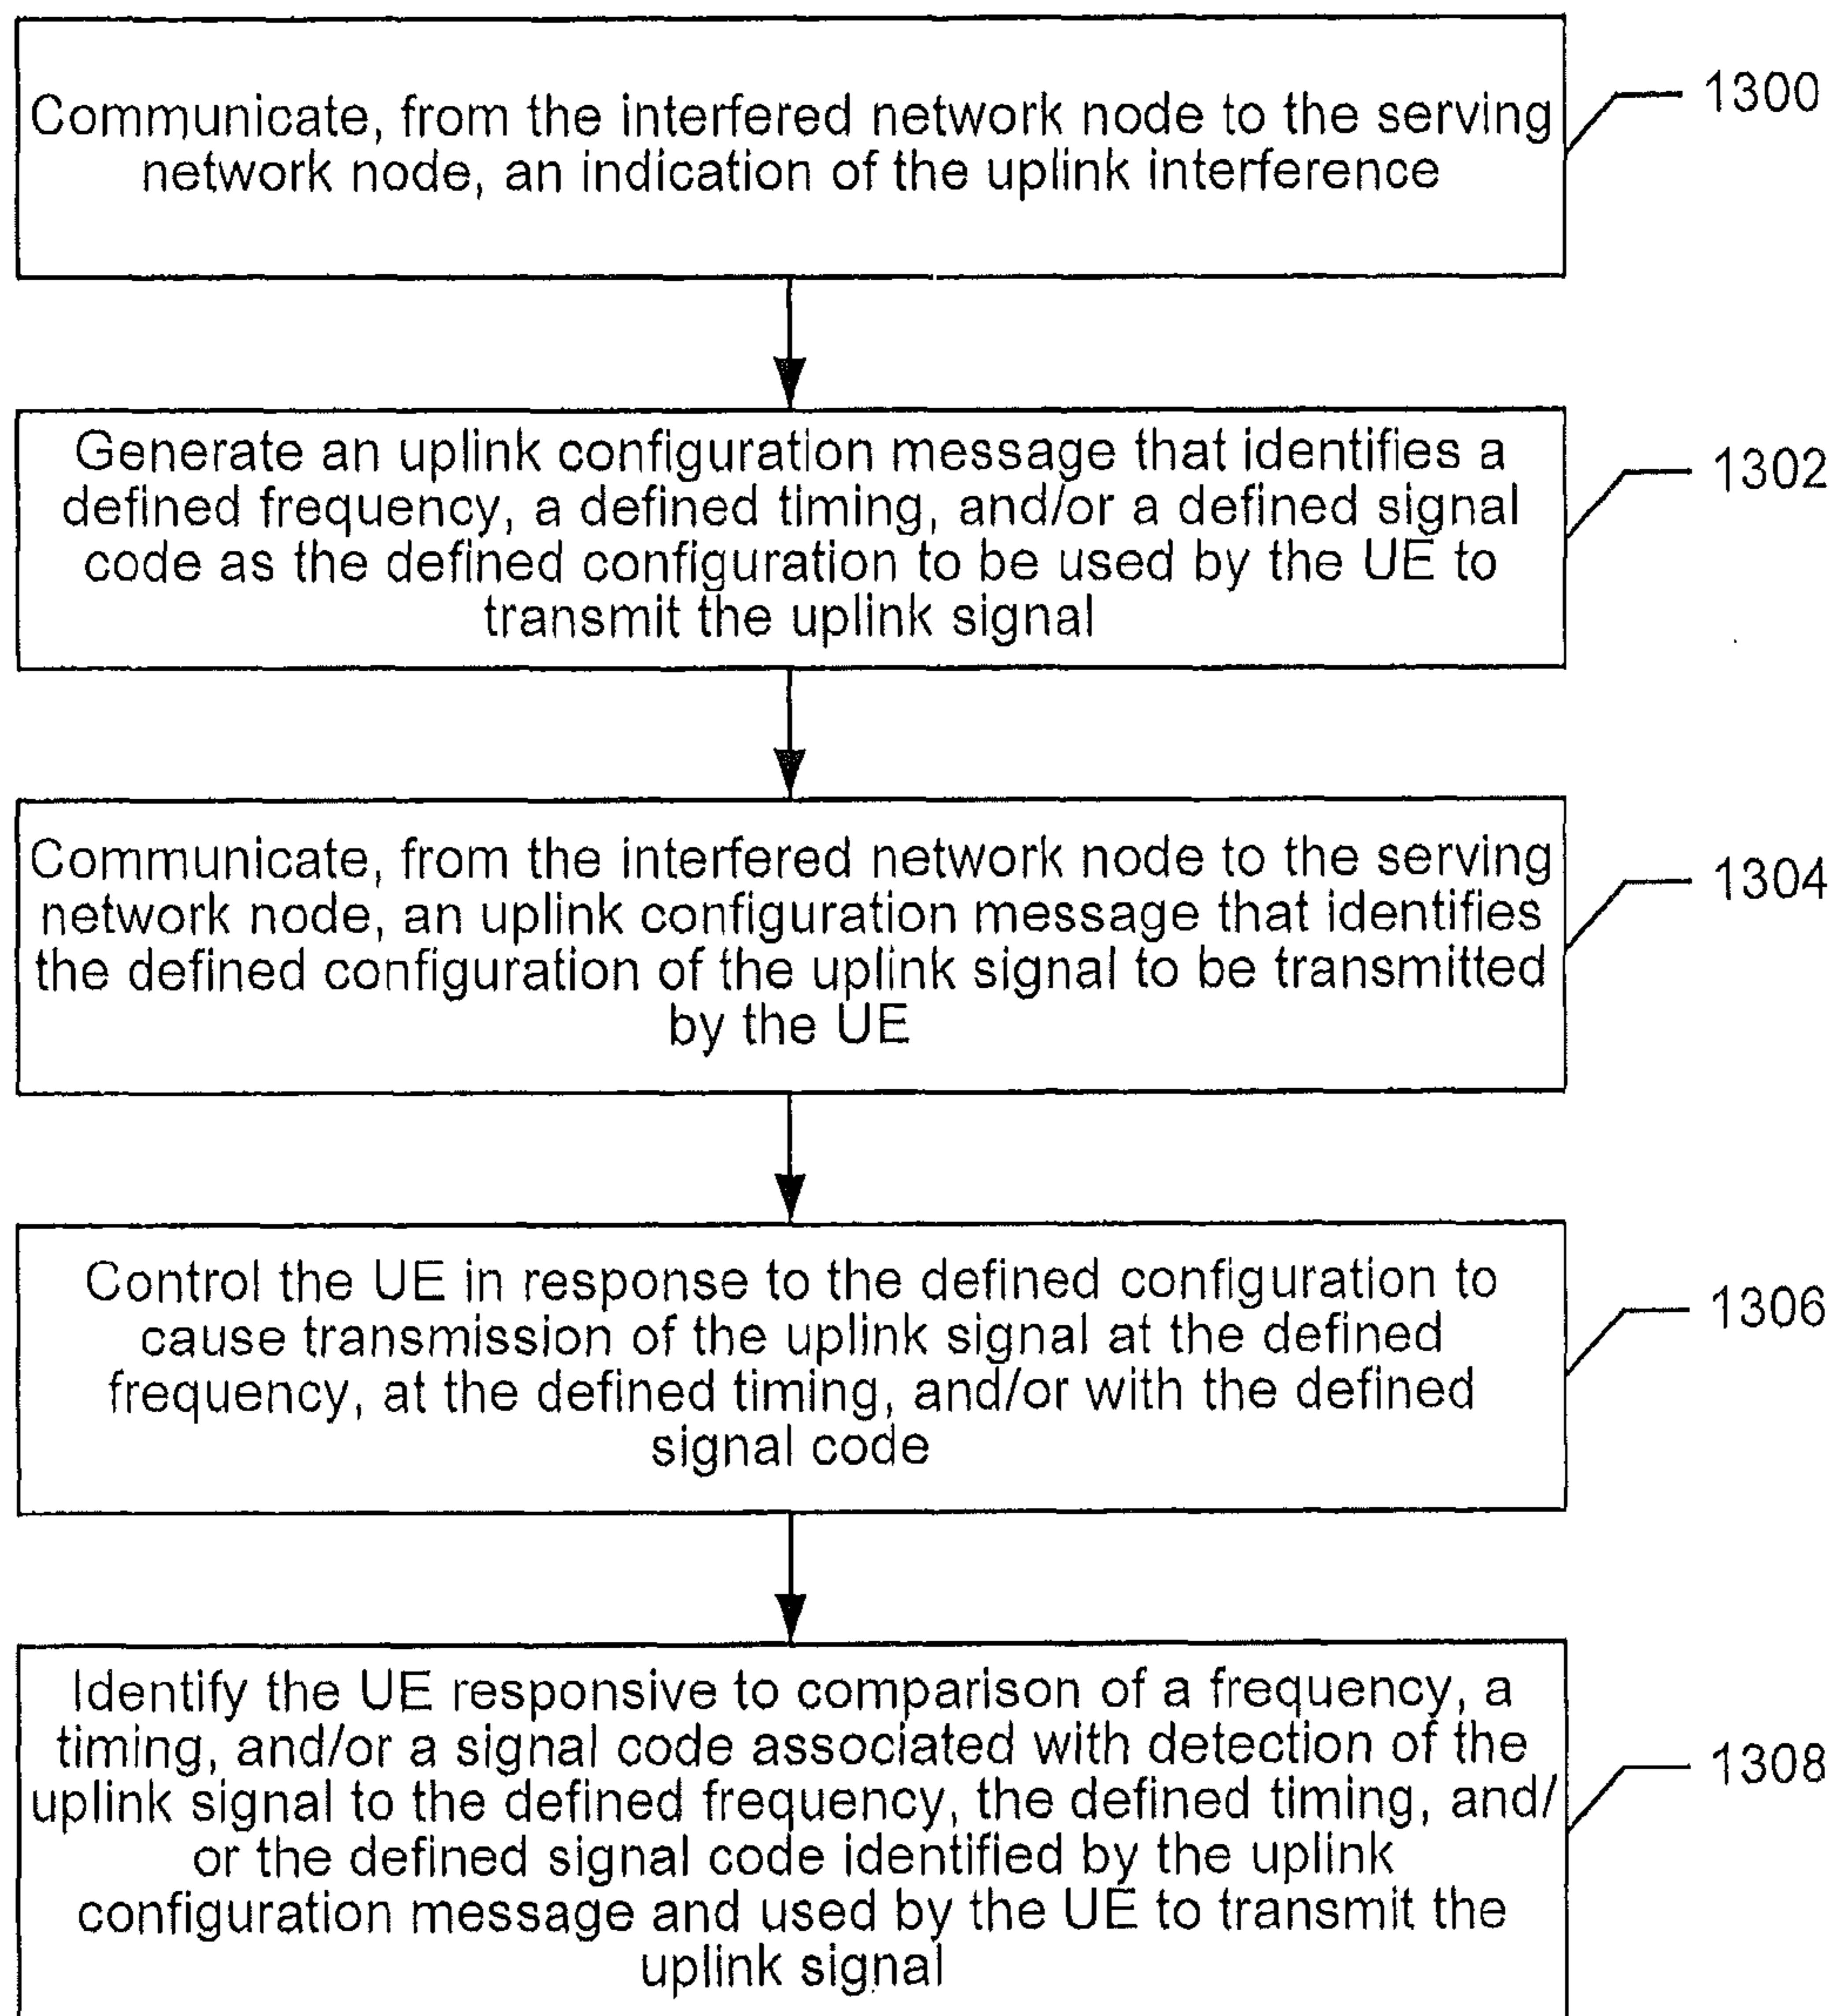 Communicate, from the interfered network node to the serving
network node, an indication of the uplink interference
1300
Generate an uplink configuration message that identifies a
defined frequency, a defined timing, and/or a defined signal
code as the defined configuration to be used by the UE to
transmit the uplink signal
1302
Communicate, from the interfered network node to the serving
network node, an uplink configuration message that identifies
the defined configuration of the uplink signal to be transmitted
by the UE
1304
Control the UE in response to the defined configuration to
cause transmission of the uplink signal at the defined
frequency, at the defined timing, and/or with the defined
signal code
1306
Identify the UE responsive to comparison of a frequency, a
timing, and/or a signal code associated with detection of the
uplink signal to the defined frequency, the defined timing, and/
or the defined signal code identified by the uplink
configuration message and used by the UE to transmit the
uplink signal
1308